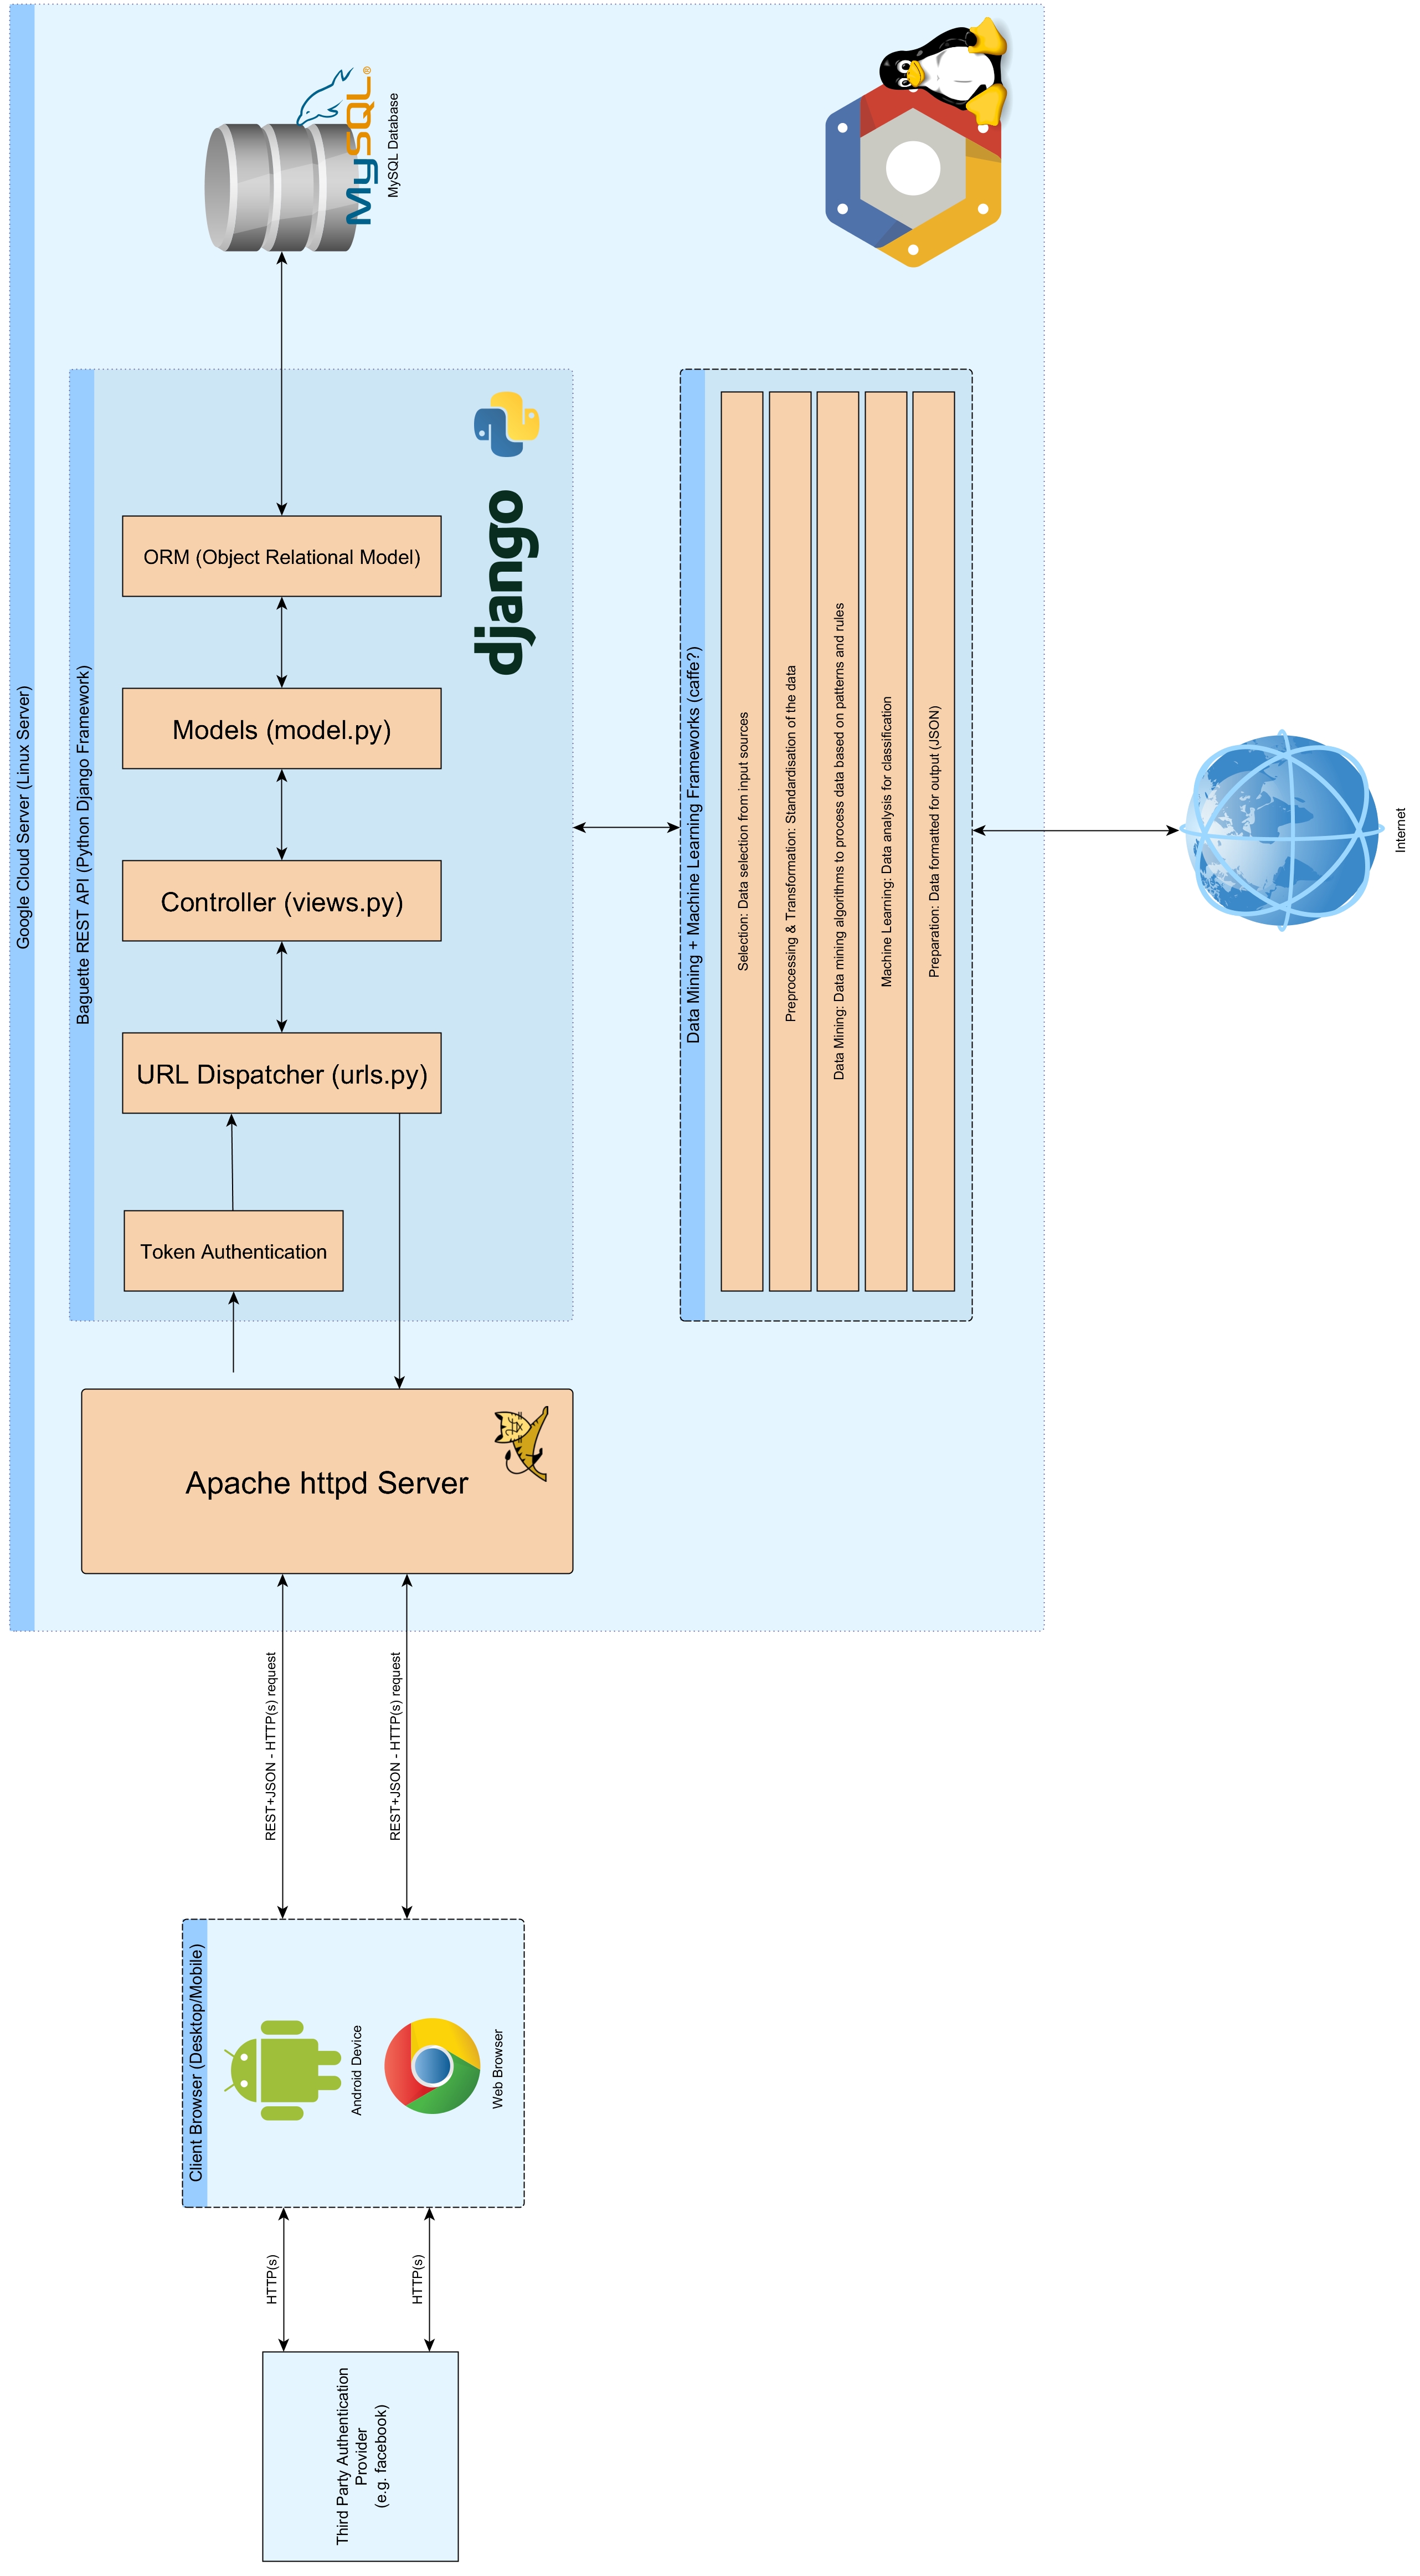 Google Cloud Server (Linux Server)
Baguette REST API (Python Django Framework)
MySQL®
MySQL Database
ORM (Object Relational Model)
Models (model.py)
Controller (views.py)
URL Dispatcher (urls.py)
Token Authentication
django
Apache httpd Server
Data Mining + Machine Learning Frameworks (caffe?)
Selection: Data selection from input sources
Preprocessing & Transformation: Standardisation of the data
Data Mining: Data mining algorithms to process data based on patterns and rules
Machine Learning: Data analysis for classification
Preparation: Data formatted for output (JSON)
Internet
REST+JSON - HTTP(s) request
REST+JSON - HTTP(s) request
Client Browser (Desktop/Mobile)
Android Device
Web Browser
HTTP(s)
HTTP(s)
Third Party Authentication
Provider
(e.g. facebook)